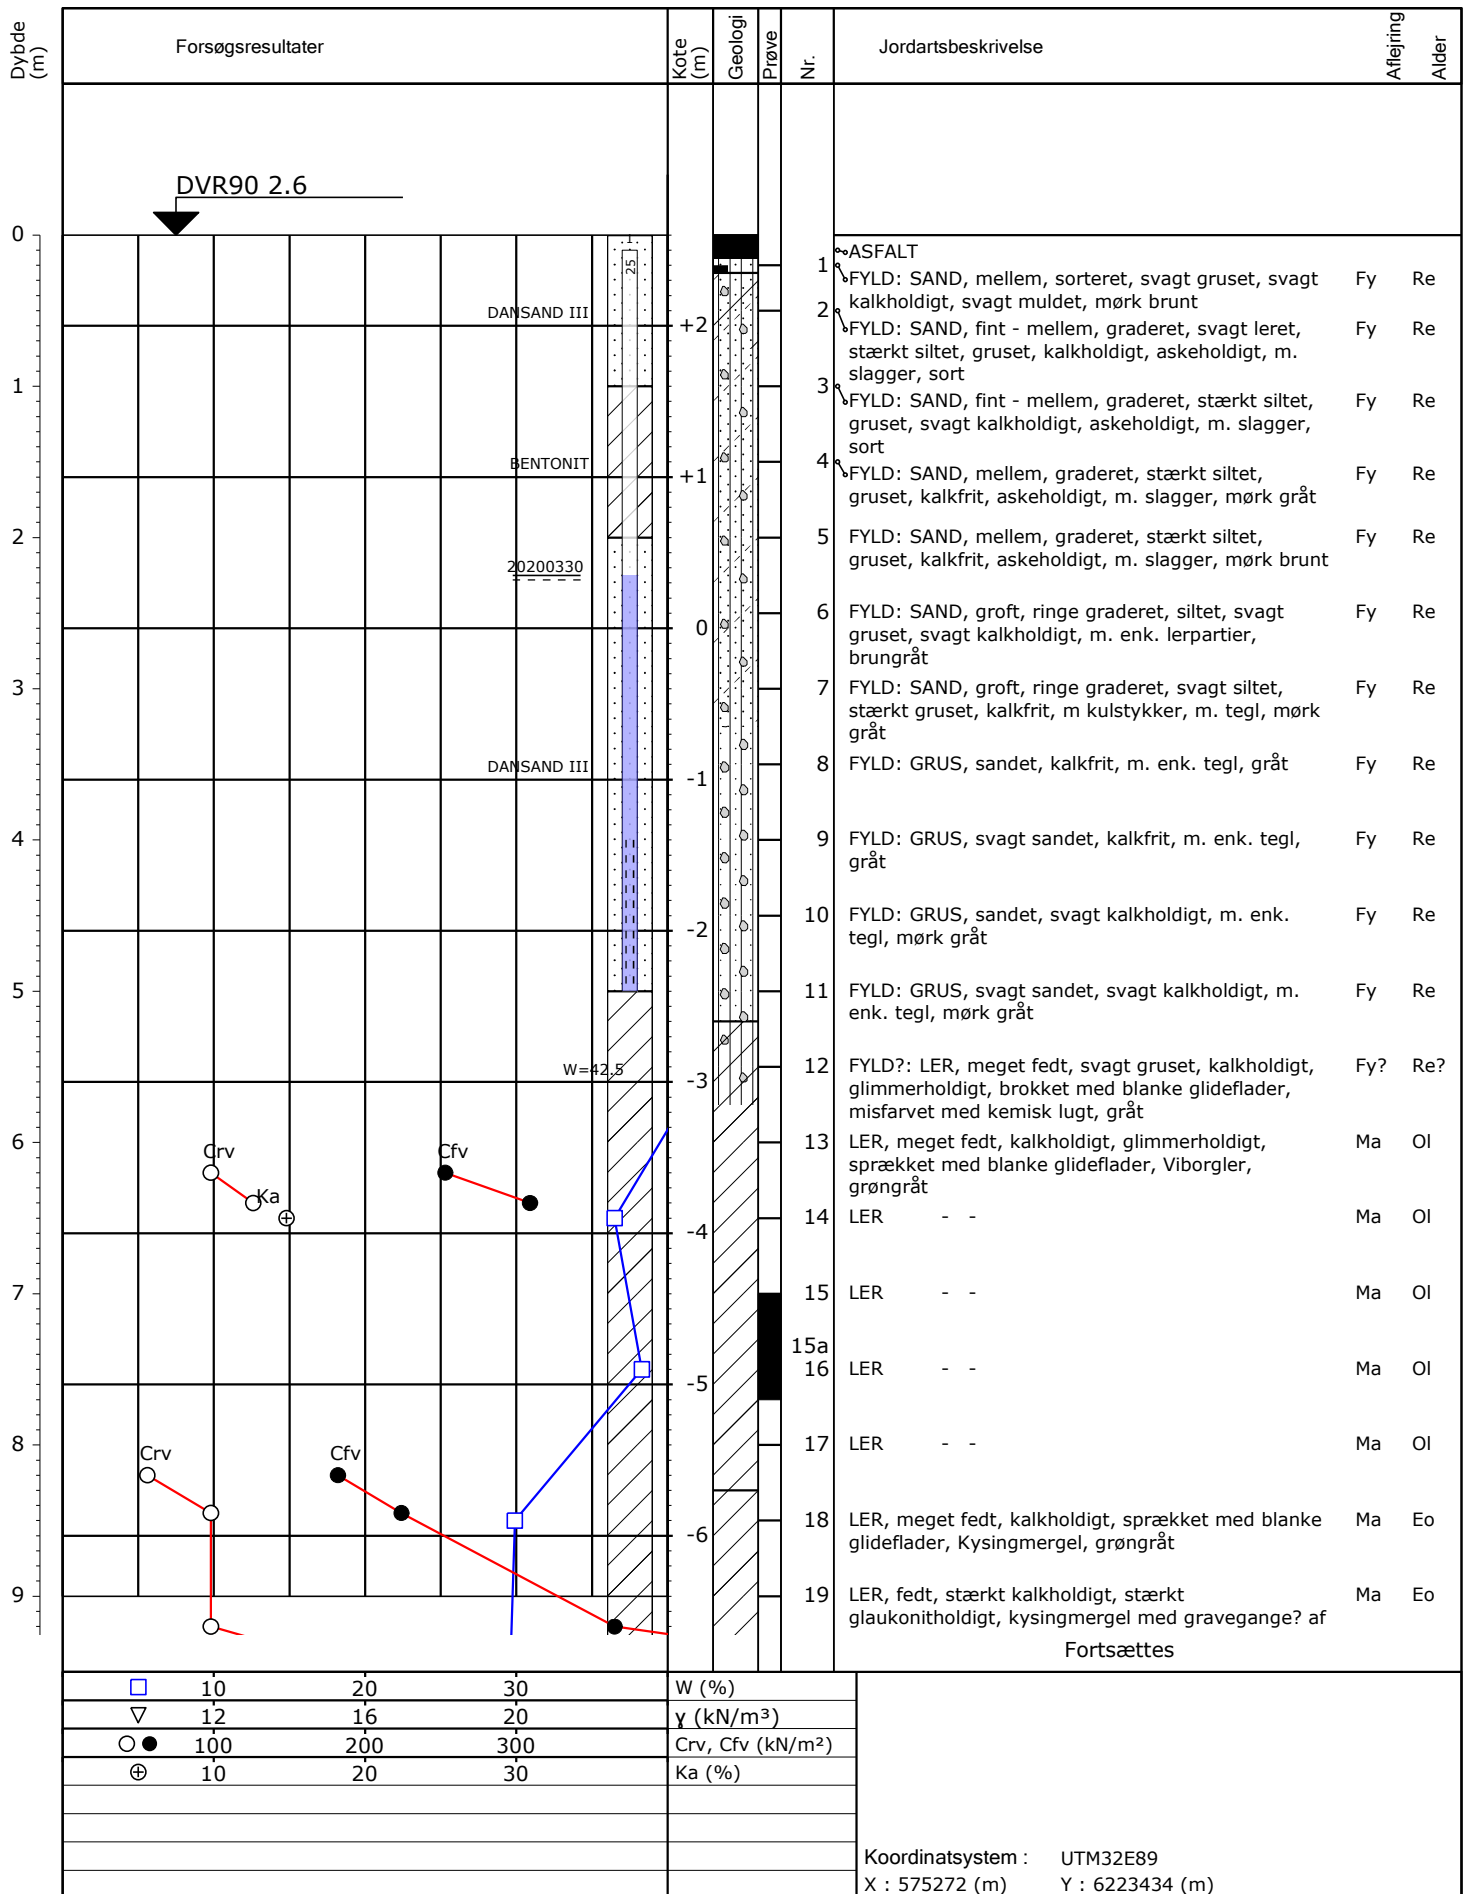 Dybde (m)
Forsøgsresultater
Kote (m)
Geologi
Prøve
Nr.
Jordartsbeskrivelse
Aflejring
Alder
DVR90 2.6
0
25
1 ASFALT
FYLD: SAND, mellem, sorteret, svagt gruset, svagt Fy Re
kalkholdigt, svagt muldet, mørk brunt
DANSAND III
+2
2 FYLD: SAND, fint - mellem, graderet, svagt leret, Fy Re
stærkt siltet, gruset, kalkholdigt, askeholdigt, m.
slagger, sort
1
3 FYLD: SAND, fint - mellem, graderet, stærkt siltet, Fy Re
gruset, svagt kalkholdigt, askeholdigt, m. slagger,
sort
BENTONIT
+1
4 FYLD: SAND, mellem, graderet, stærkt siltet, Fy Re
gruset, kalkfrit, askeholdigt, m. slagger, mørk gråt
2
5 FYLD: SAND, mellem, graderet, stærkt siltet, Fy Re
gruset, kalkfrit, askeholdigt, m. slagger, mørk brunt
20200330
0
6 FYLD: SAND, groft, ringe graderet, siltet, svagt Fy Re
gruset, svagt kalkholdigt, m. enk. lerpartier,
brungråt
3
7 FYLD: SAND, groft, ringe graderet, svagt siltet, Fy Re
stærkt gruset, kalkfrit, m kulstykker, m. tegl, mørk
gråt
DANSAND III
-1
8 FYLD: GRUS, sandet, kalkfrit, m. enk. tegl, gråt Fy Re
4
9 FYLD: GRUS, svagt sandet, kalkfrit, m. enk. tegl, Fy Re
gråt
-2
10 FYLD: GRUS, sandet, svagt kalkholdigt, m. enk. Fy Re
tegl, mørk gråt
5
11 FYLD: GRUS, svagt sandet, svagt kalkholdigt, m. Fy Re
enk. tegl, mørk gråt
W=42.5
-3
12 FYLD?: LER, meget fedt, svagt gruset, kalkholdigt, Fy? Re?
glimmerholdigt, brokket med blanke glideflader,
misfarvet med kemisk lugt, gråt
6
Crv
Cfv
Ka
13 LER, meget fedt, kalkholdigt, glimmerholdigt, Ma Ol
sprækket med blanke glideflader, Viborgler,
grøngråt
-4
14 LER - - Ma Ol
7
15 LER - - Ma Ol
15a
16 LER - - Ma Ol
-5
8
Crv
Cfv
17 LER - - Ma Ol
-6
18 LER, meget fedt, kalkholdigt, sprækket med blanke Ma Eo
glideflader, Kysingmergel, grøngråt
9
19 LER, fedt, stærkt kalkholdigt, stærkt Ma Eo
glaukonitholdigt, kysingmergel med gravegange? af
Fortsættes
10 20 30 W (%)
12 16 20 γ (kN/m³)
100 200 300 Crv, Cfv (kN/m²)
10 20 30 Ka (%)
Koordinatsystem : UTM32E89
X : 575272 (m) Y : 6223434 (m)